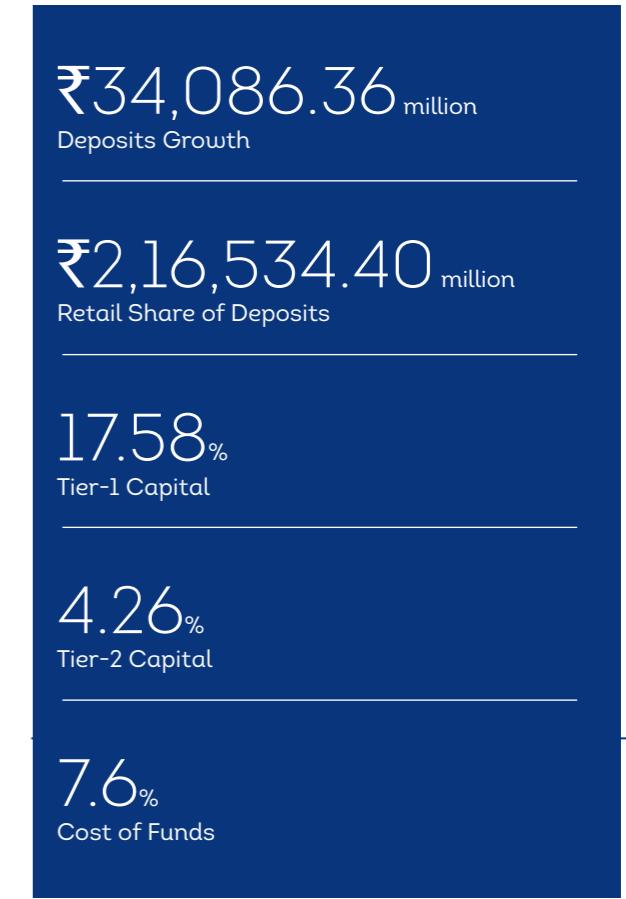 ₹34,086.36 million
Deposits Growth
₹2,16,534.40 million
Retail Share of Deposits
17.58%
Tier-1 Capital
4.26%
Tier-2 Capital
7.6%
Cost of Funds